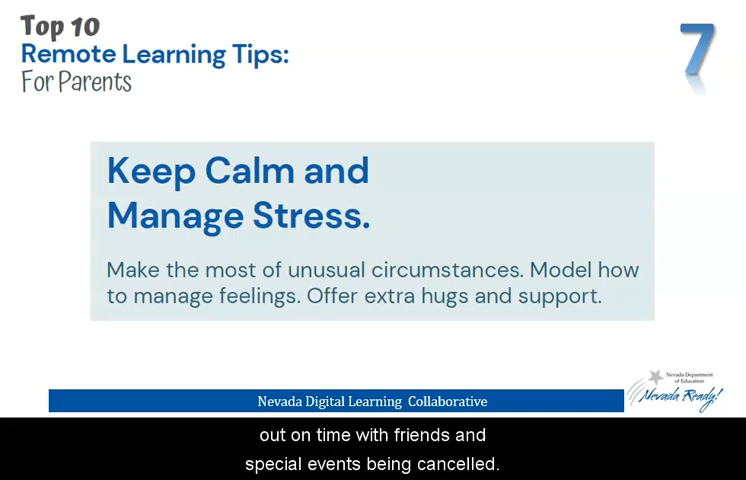 Top 10
Remote Learning Tips:
For Parents
7
Keep Calm and
Manage Stress.
Make the most of unusual circumstances. Model how
to manage feelings. Offer extra hugs and support.
Nevada Digital Learning Collaborative
Nevada Department
of Education
Nevada Ready!
out on time with friends and
special events being cancelled.